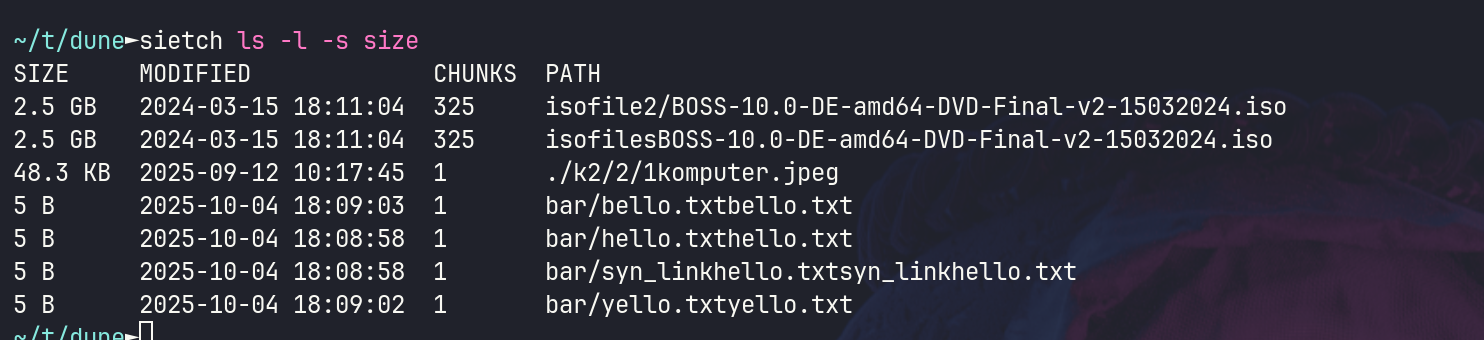 ~/t/dune►sietch ls -l -s size
SIZE     MODIFIED             CHUNKS  PATH
2.5 GB   2024-03-15 18:11:04  325     isofile2/BOSS-10.0-DE-amd64-DVD-Final-v2-15032024.iso
2.5 GB   2024-03-15 18:11:04  325     isofilesBOSS-10.0-DE-amd64-DVD-Final-v2-15032024.iso
48.3 KB  2025-09-12 10:17:45  1       ./k2/2/1komputer.jpeg
5 B      2025-10-04 18:09:03  1       bar/bello.txtbello.txt
5 B      2025-10-04 18:08:58  1       bar/hello.txthello.txt
5 B      2025-10-04 18:08:58  1       bar/syn_linkhello.txtsyn_linkhello.txt
5 B      2025-10-04 18:09:02  1       bar/yello.txtyello.txt
~/t/dune►